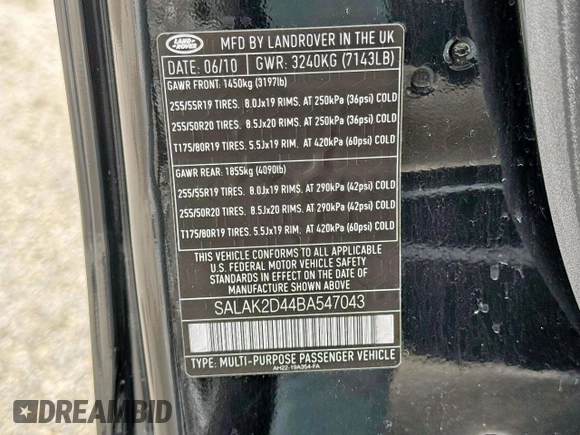 LAND
ROVER
MFD BY LANDROVER IN THE UK
DATE: 06/10 GWR: 3240KG (7143LB)
GAWR FRONT: 1450kg (3197lb)
255/55R19 TIRES. 8.0Jx19 RIMS. AT 250kPa (36psi) COLD
255/50R20 TIRES. 8.5Jx20 RIMS. AT 250kPa (36psi) COLD
T175/80R19 TIRES. 5.5Jx19 RIM. AT 420kPa (60psi) COLD
GAWR REAR: 1855kg (4090lb)
255/55R19 TIRES. 8.0Jx19 RIMS. AT 290kPa (42psi) COLD
255/50R20 TIRES. 8.5Jx20 RIMS. AT 290kPa (42psi) COLD
T175/80R19 TIRES. 5.5Jx19 RIM. AT 420kPa (60psi) COLD
THIS VEHICLE CONFORMS TO ALL APPLICABLE
U.S. FEDERAL MOTOR VEHICLE SAFETY
STANDARDS IN EFFECT ON THE DATE OF
MANUFACTURE SHOWN ABOVE.
SALAK2D44BA547043
TYPE: MULTI-PURPOSE PASSENGER VEHICLE
AH22-19A354-FA
DREAMBID